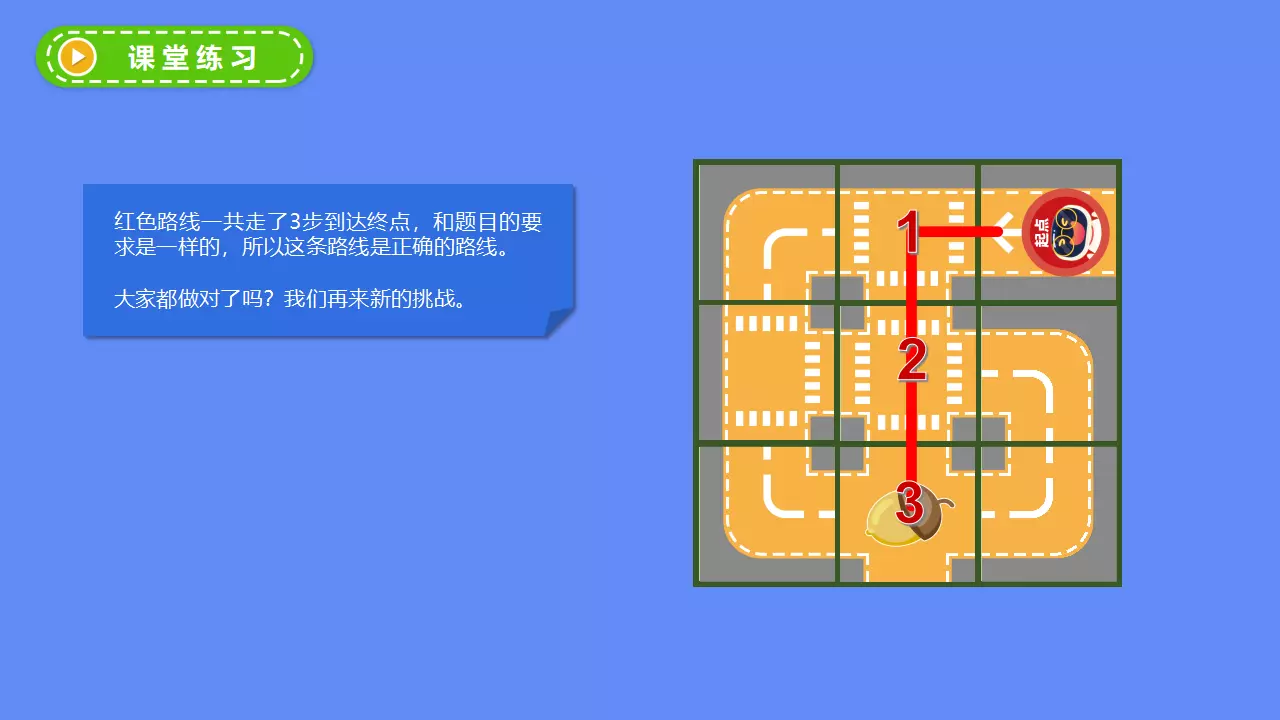 课堂练习
红色路线一共走了3步到达终点，和题目的要
求是一样的，所以这条路线是正确的路线。
大家都做对了吗？我们再来新的挑战。
1
起点
2
3